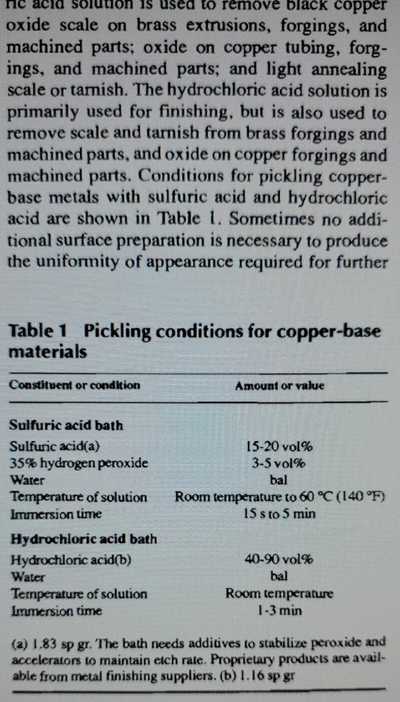 ric acid solution is used to remove black copper
oxide scale on brass extrusions, forgings, and
machined parts; oxide on copper tubing, forg-
ings, and machined parts; and light annealing
scale or tarnish. The hydrochloric acid solution is
primarily used for finishing, but is also used to
remove scale and tarnish from brass forgings and
machined parts, and oxide on copper forgings and
machined parts. Conditions for pickling copper-
base metals with sulfuric acid and hydrochloric
acid are shown in Table 1. Sometimes no addi-
tional surface preparation is necessary to produce
the uniformity of appearance required for further
Table 1 Pickling conditions for copper-base
materials
Constituent or condition Amount or value
Sulfuric acid bath
Sulfuric acid(a) 15-20 vol%
35% hydrogen peroxide 3-5 vol%
Water bal
Temperature of solution Room temperature to 60 °C (140 °F)
Immersion time 15 s to 5 min
Hydrochloric acid bath
Hydrochloric acid(b) 40-90 vol%
Water bal
Temperature of solution Room temperature
Immersion time 1-3 min
(a) 1.83 sp gr. The bath needs additives to stabilize peroxide and
accelerators to maintain etch rate. Proprietary products are avail-
able from metal finishing suppliers. (b) 1.16 sp gr